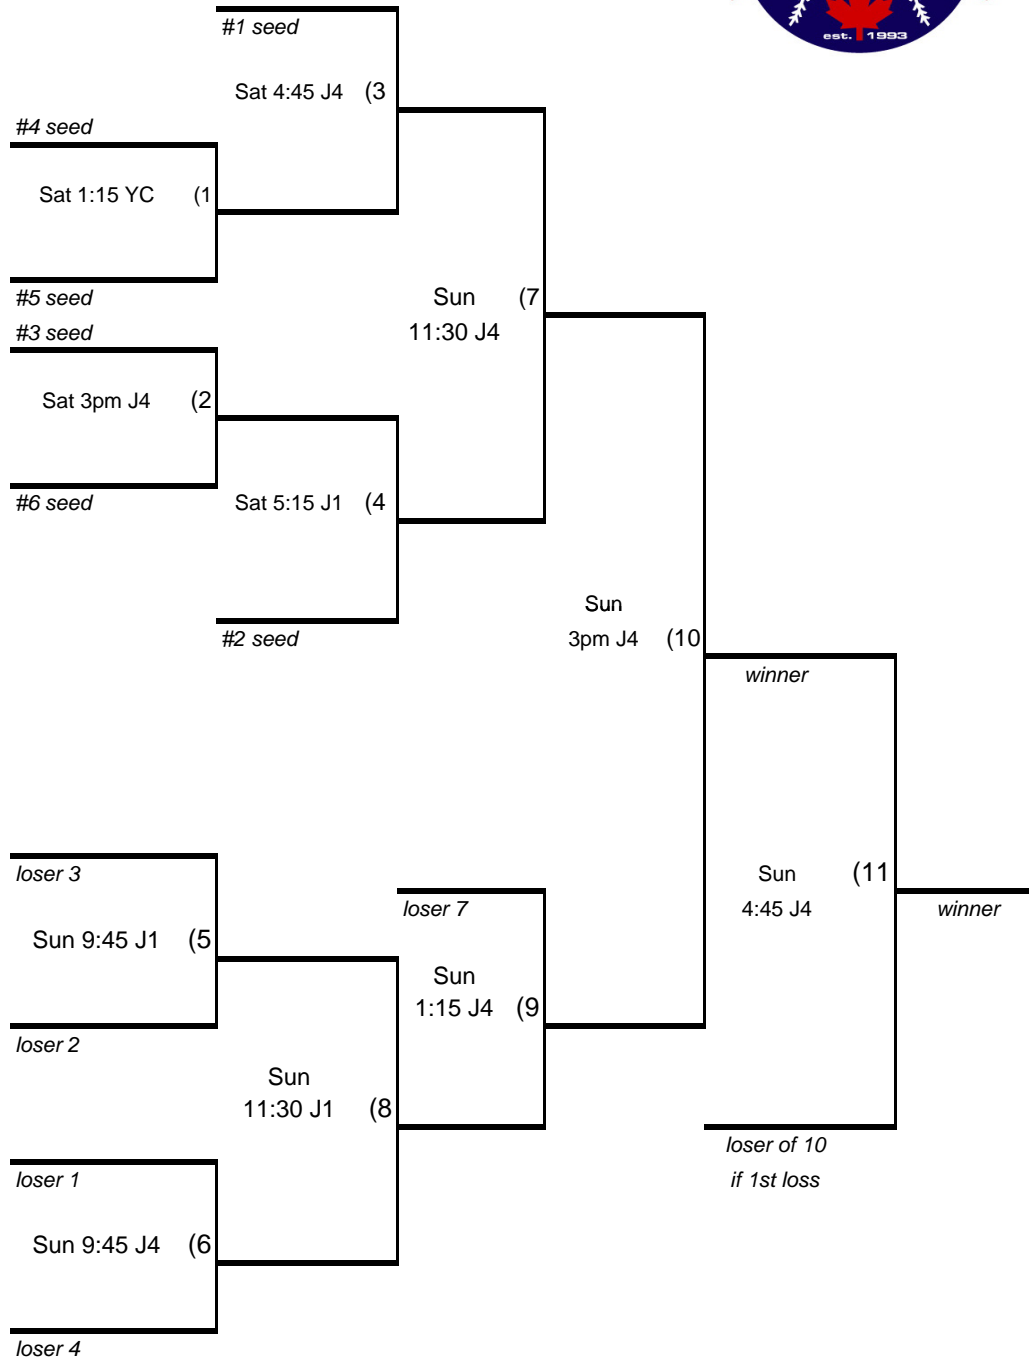 est. 1993
#1 seed
Sat 4:45 J4 (3
#4 seed
Sat 1:15 YC (1
#5 seed
Sun (7
11:30 J4
#3 seed
Sat 3pm J4 (2
#6 seed
Sat 5:15 J1 (4
Sun
3pm J4 (10
#2 seed
winner
loser 3
Sun 9:45 J1 (5
loser 2
loser 7
Sun
1:15 J4 (9
Sun (11
4:45 J4
winner
Sun
11:30 J1 (8
loser of 10
if 1st loss
loser 1
Sun 9:45 J4 (6
loser 4